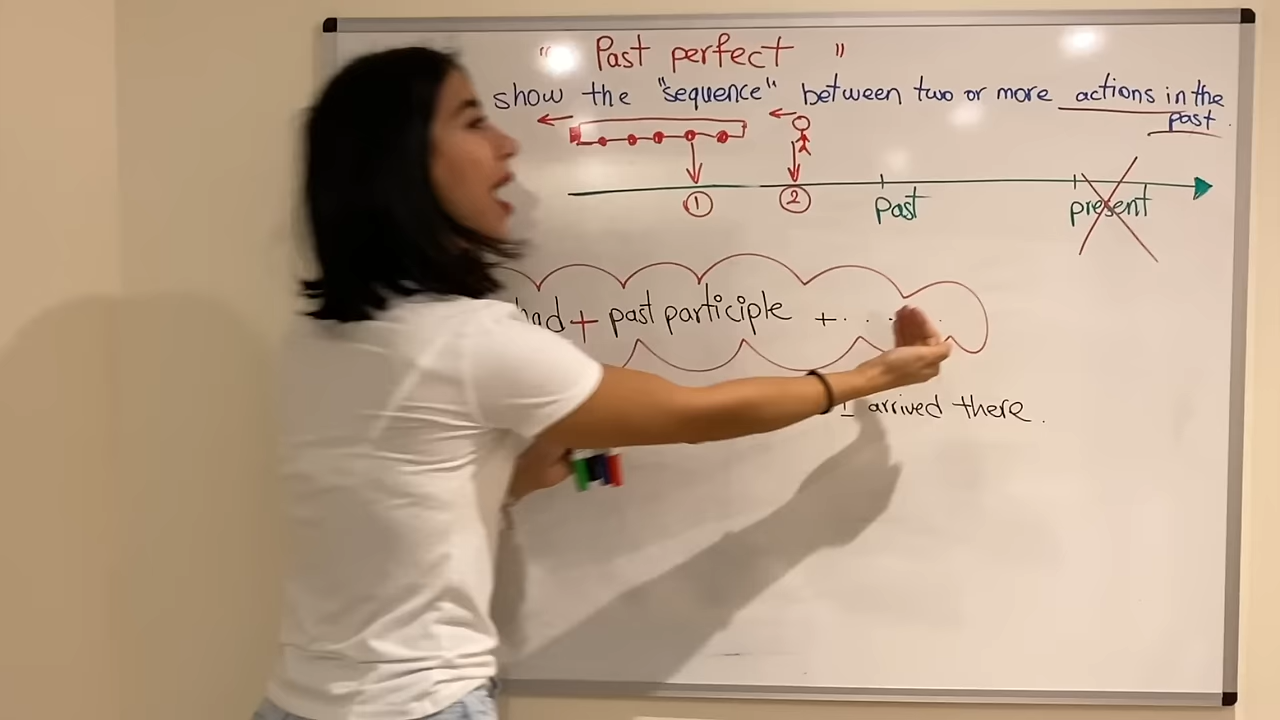 " Past perfect "
show the "sequence" between two or more actions in the
past.
1 2 past present
had + past participle + . . .
I arrived there.